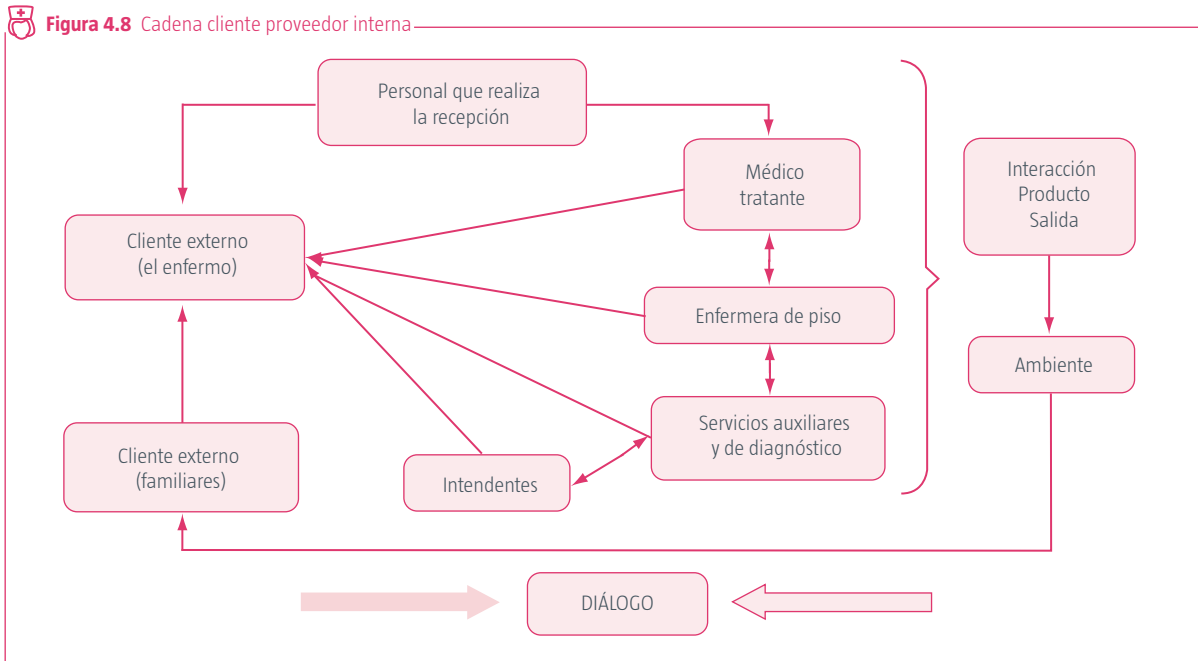 Figura 4.8 Cadena cliente proveedor interna
Personal que realiza
la recepción
Médico
tratante
Interacción
Producto
Salida
Cliente externo
(el enfermo)
Enfermera de piso
Ambiente
Servicios auxiliares
y de diagnóstico
Cliente externo
(familiares)
Intendentes
DIÁLOGO